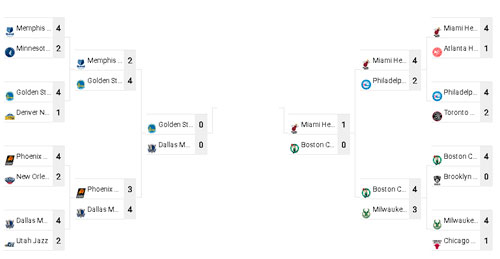 Memphis ... 4
Minnesot... 2
Golden St... 4
Denver N... 1
Phoenix ... 4
New Orle... 2
Dallas M... 4
Utah Jazz 2
Memphis ... 2
Golden St... 4
Phoenix ... 3
Dallas M... 4
Golden St... 0
Dallas M... 0
Miami He... 1
Boston C... 0
Miami He... 4
Philadelp... 2
Boston C... 4
Milwauke... 3
Miami He... 4
Atlanta H... 1
Philadelp... 4
Toronto ... 2
Boston C... 4
Brooklyn ... 0
Milwauke... 4
Chicago ... 1